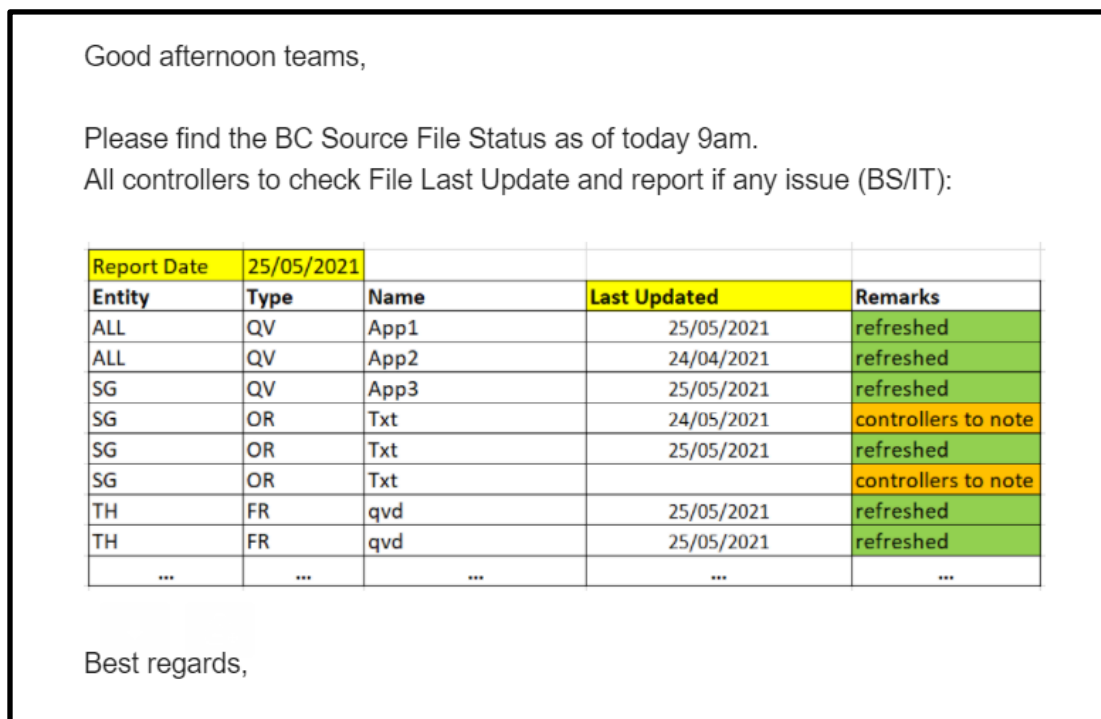 Good afternoon teams,
Please find the BC Source File Status as of today 9am.
All controllers to check File Last Update and report if any issue (BS/IT):
Report Date 25/05/2021
Entity Type Name Last Updated Remarks
ALL QV App1 25/05/2021 refreshed
ALL QV App2 24/04/2021 refreshed
SG QV App3 25/05/2021 refreshed
SG OR Txt 24/05/2021 controllers to note
SG OR Txt 25/05/2021 refreshed
SG OR Txt controllers to note
TH FR qvd 25/05/2021 refreshed
TH FR qvd 25/05/2021 refreshed
... ... ... ... ...
Best regards,